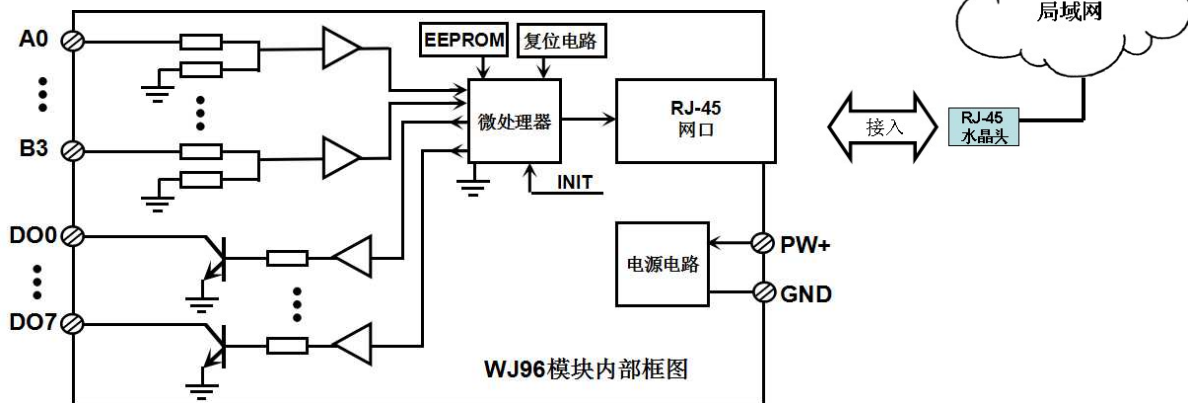 局域网
A0
EEPROM
复位电路
微处理器
RJ-45
网口
接入
RJ-45
水晶头
B3
INIT
DO0
电源电路
PW+
GND
DO7
WJ96模块内部框图